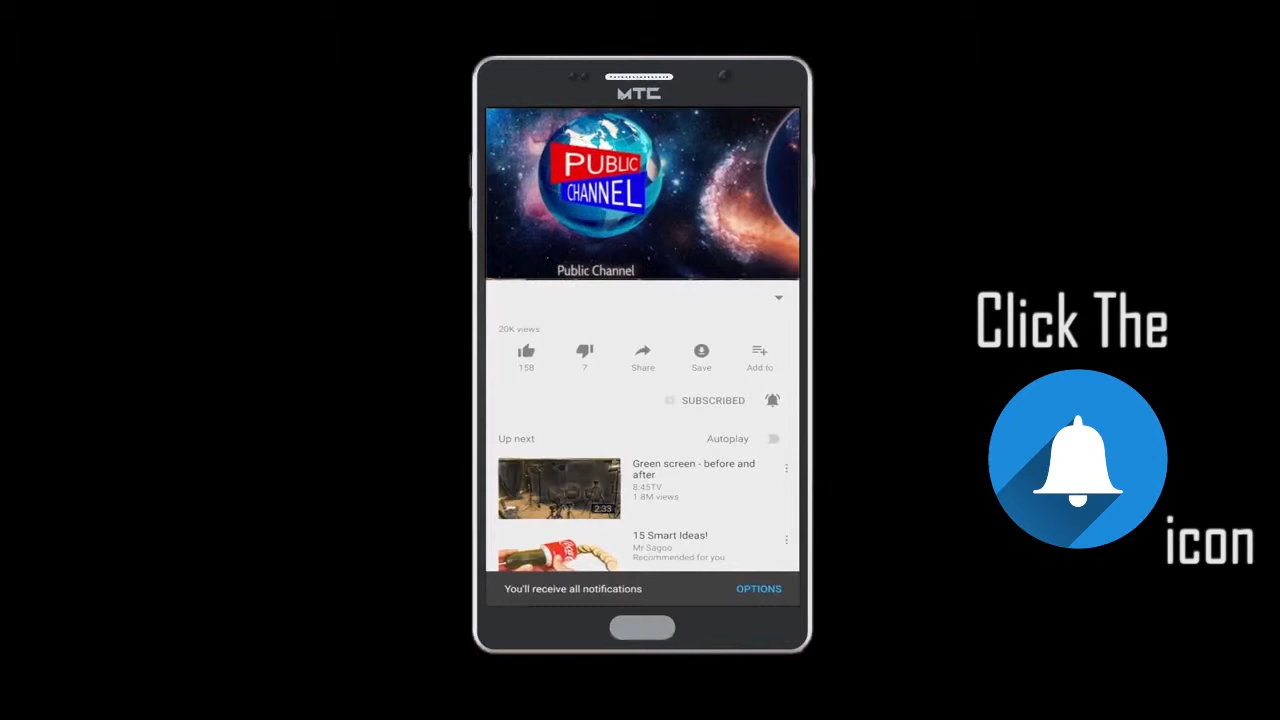 MTC
PUBLIC
CHANNEL
Public Channel
20K views
158
7
Share
Save
Add to
SUBSCRIBED
Up next
Autoplay
Green screen - before and
after
8:45TV
1.8M views
2:33
15 Smart Ideas!
Mr Sagoo
Recommended for you
You'll receive all notifications
OPTIONS
Click The
icon